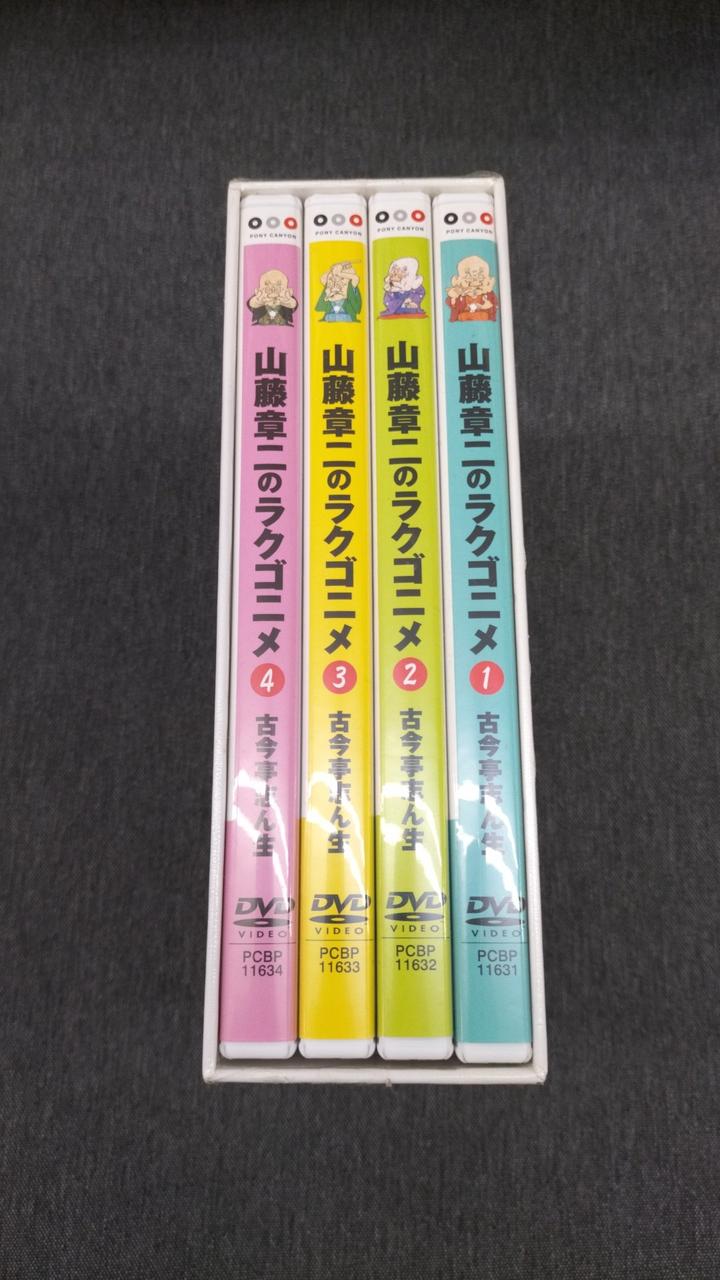 PONY CANYON
山藤章二のラクゴニメ
4
古今亭志ん生
DVD
VIDEO
PCBP
11634
PONY CANYON
山藤章二のラクゴニメ
3
古今亭志ん生
DVD
VIDEO
PCBP
11633
PONY CANYON
山藤章二のラクゴニメ
2
古今亭志ん生
DVD
VIDEO
PCBP
11632
PONY CANYON
山藤章二のラクゴニメ
1
古今亭志ん生
DVD
VIDEO
PCBP
11631